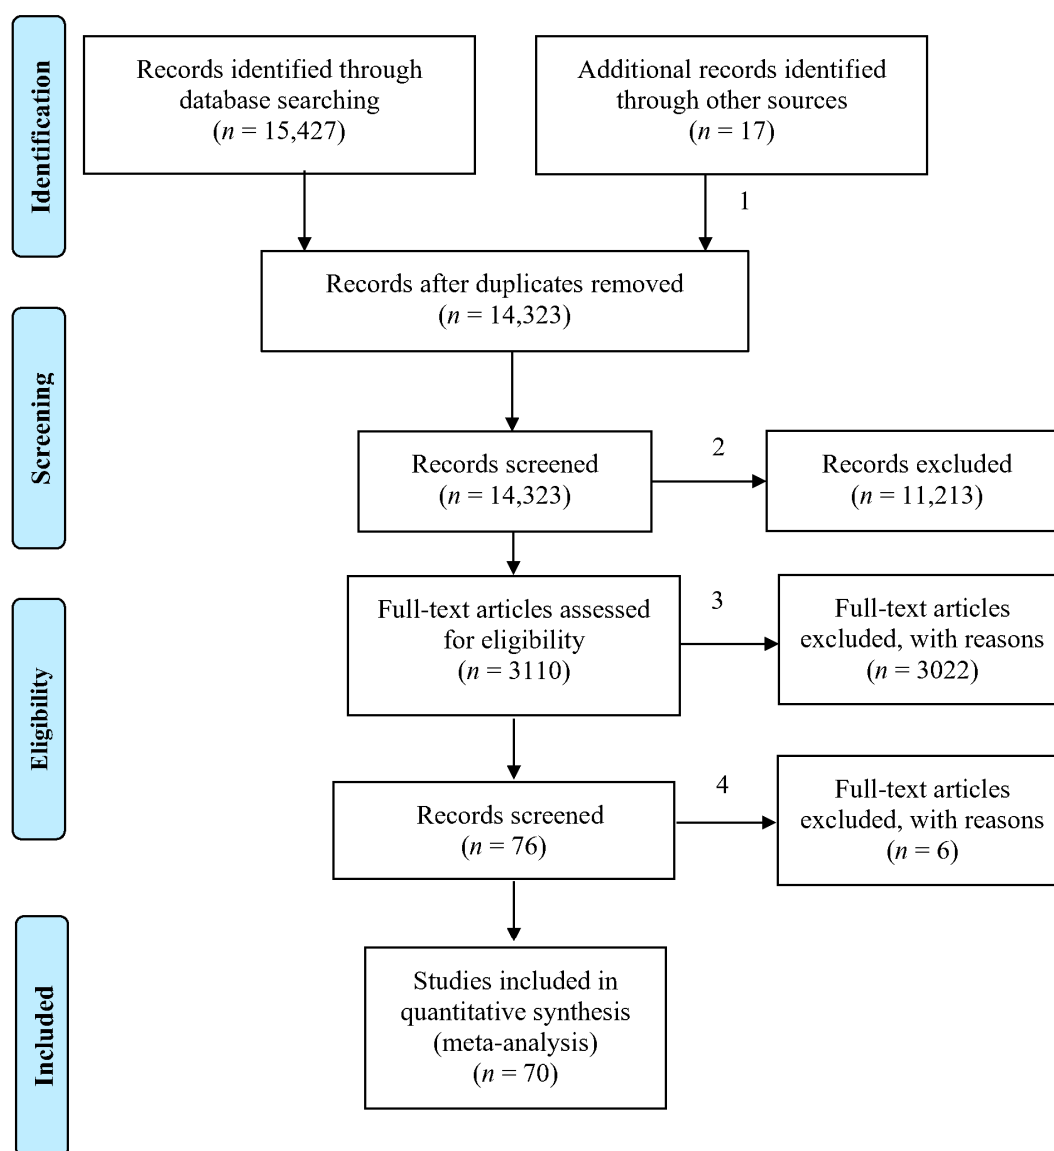 Identification
Records identified through
database searching
(n = 15,427)
Additional records identified
through other sources
(n = 17)
1
Records after duplicates removed
(n = 14,323)
Screening
Records screened
(n = 14,323)
2
Records excluded
(n = 11,213)
Eligibility
Full-text articles assessed
for eligibility
(n = 3110)
3
Full-text articles
excluded, with reasons
(n = 3022)
Records screened
(n = 76)
4
Full-text articles
excluded, with reasons
(n = 6)
Included
Studies included in
quantitative synthesis
(meta-analysis)
(n = 70)